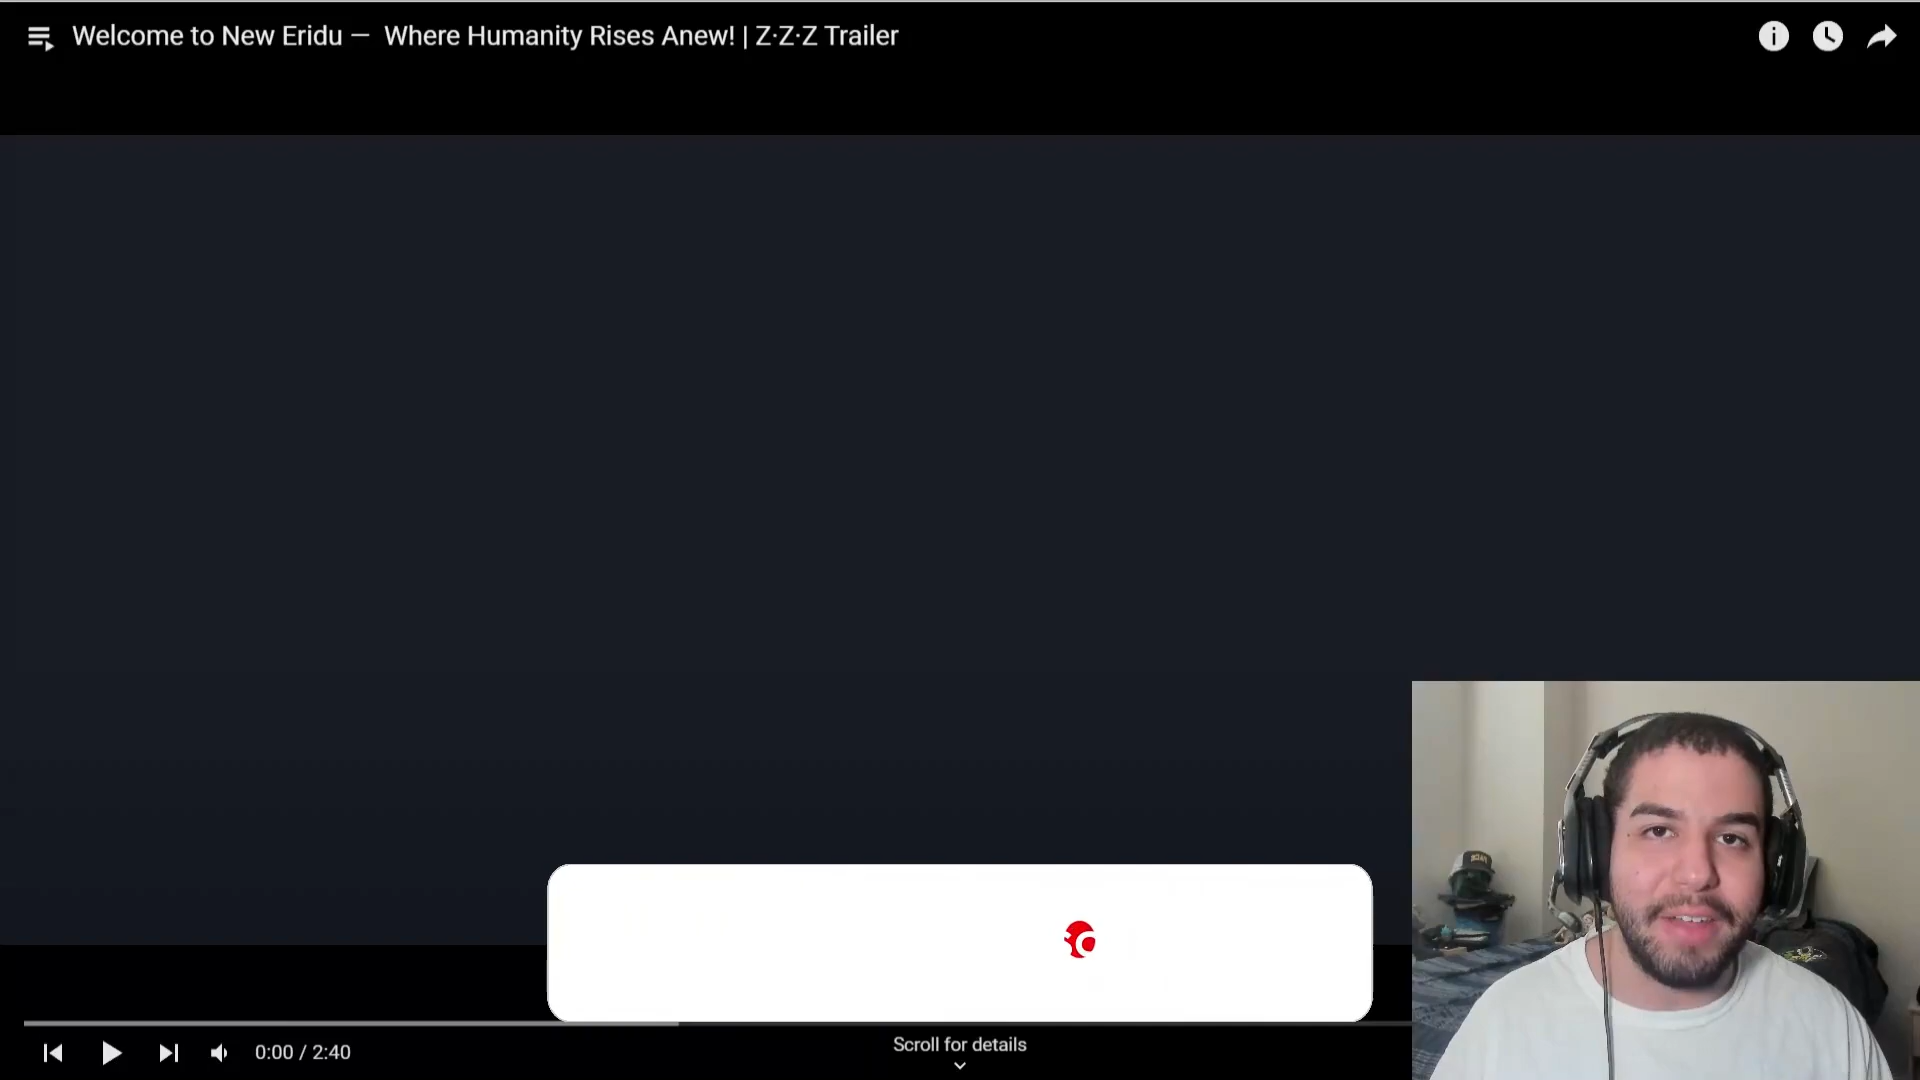 Welcome to New Eridu — Where Humanity Rises Anew! | Z·Z·Z Trailer
0:00 / 2:40
Scroll for details